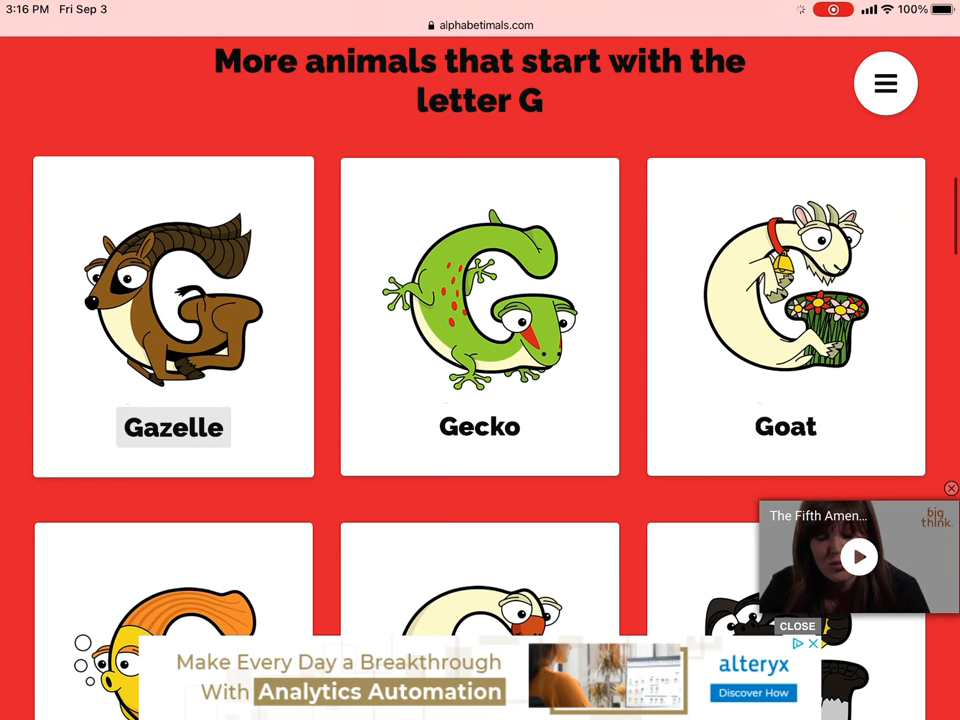 3:16 PM Fri Sep 3 100%
alphabetimals.com
More animals that start with the
letter G
Gazelle Gecko Goat
The Fifth Amen...
big
think.
CLOSE
Make Every Day a Breakthrough
With Analytics Automation
alteryx
Discover How